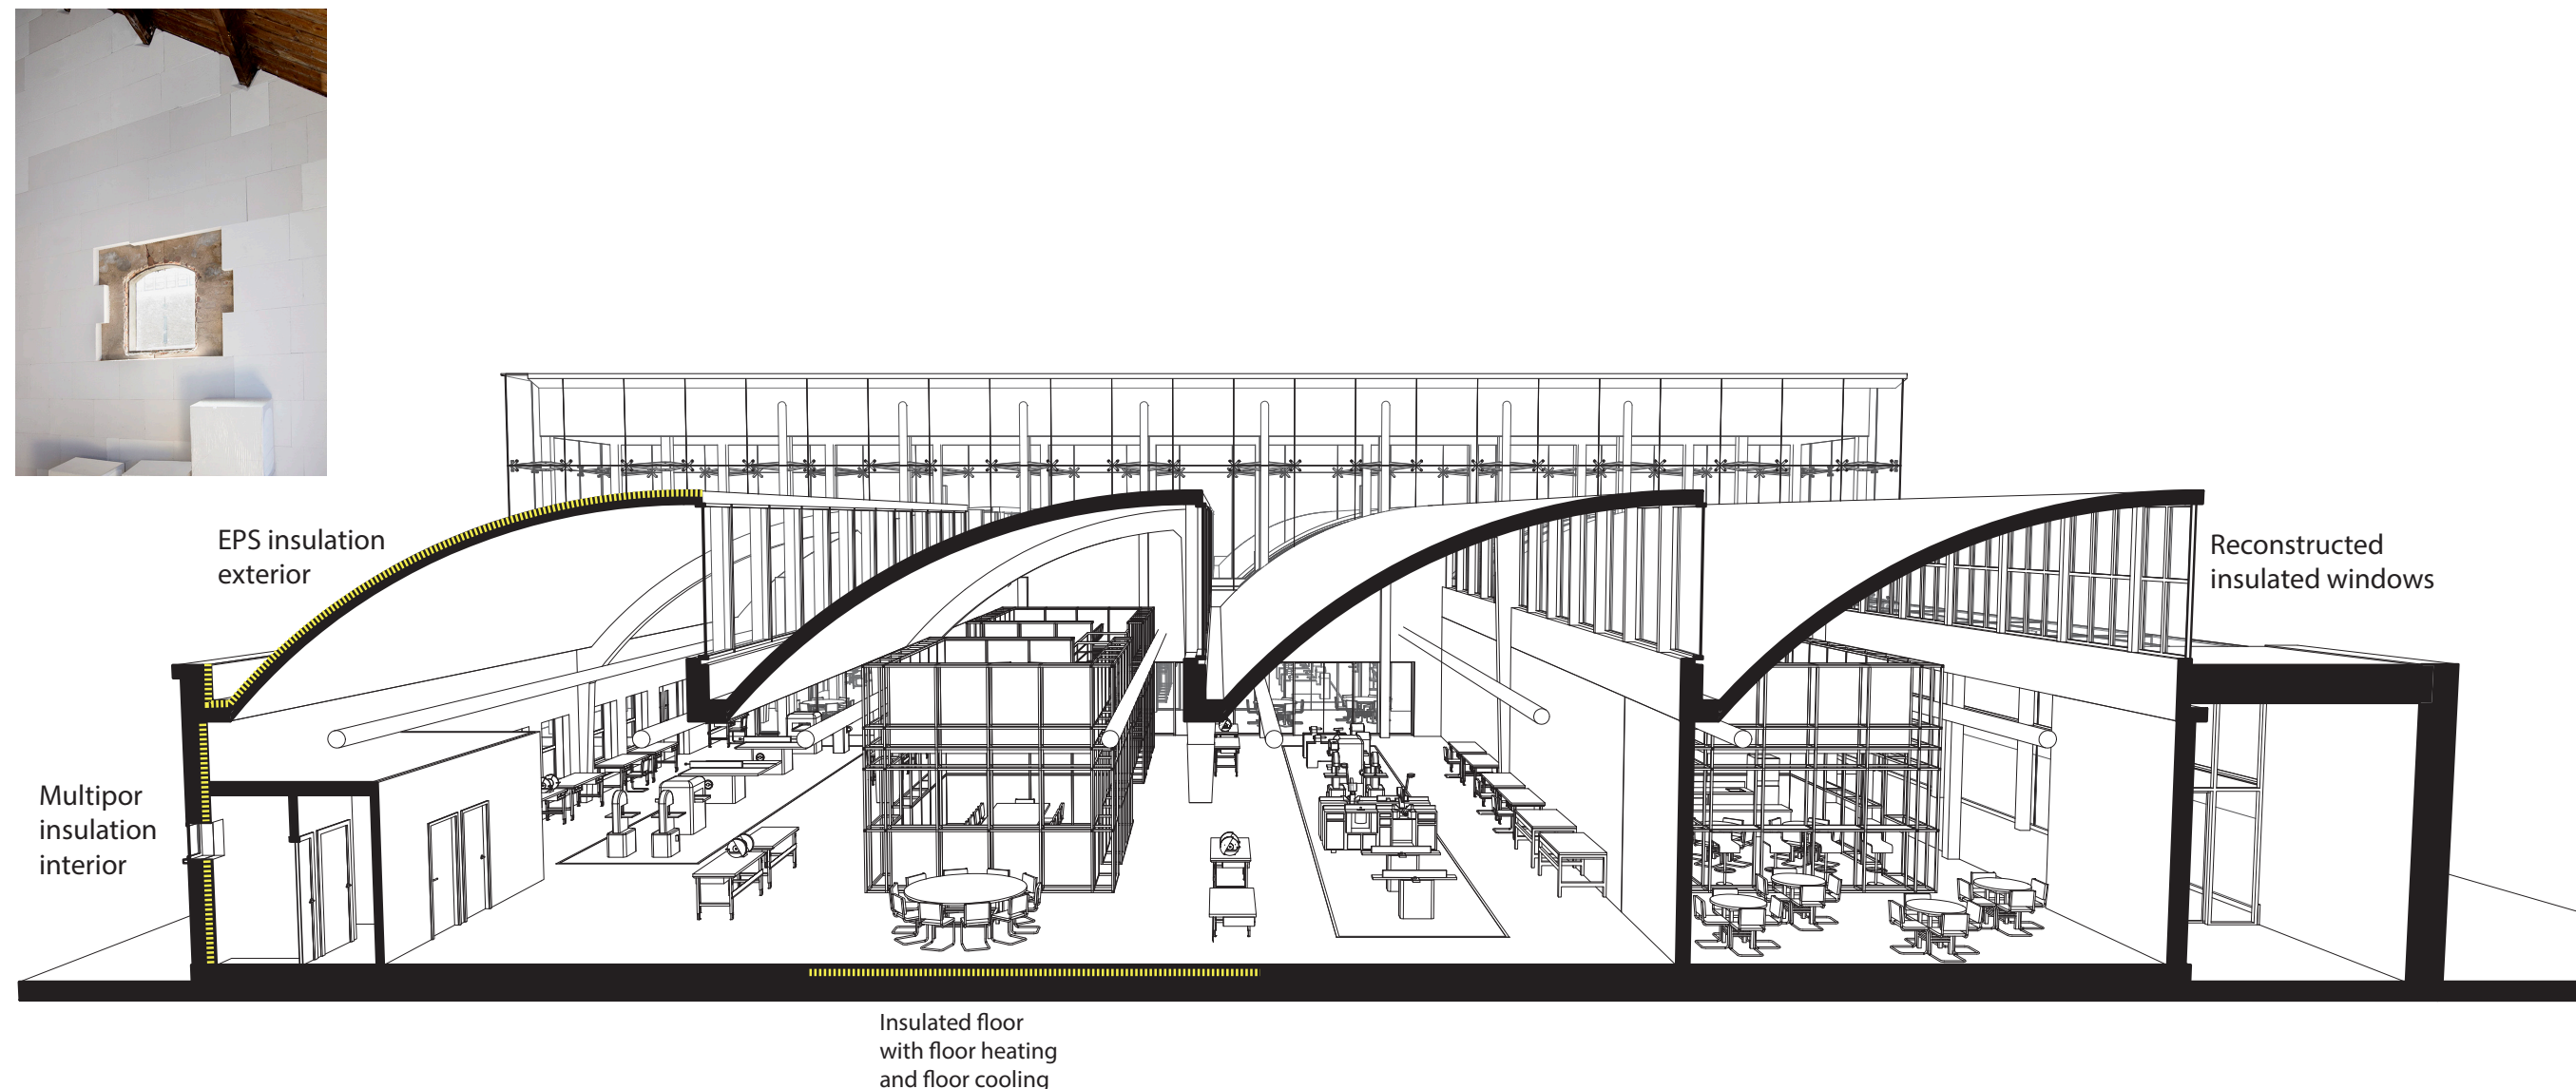 EPS insulation
exterior
Reconstructed
insulated windows
Multipor
insulation
interior
Insulated floor
with floor heating
and floor cooling